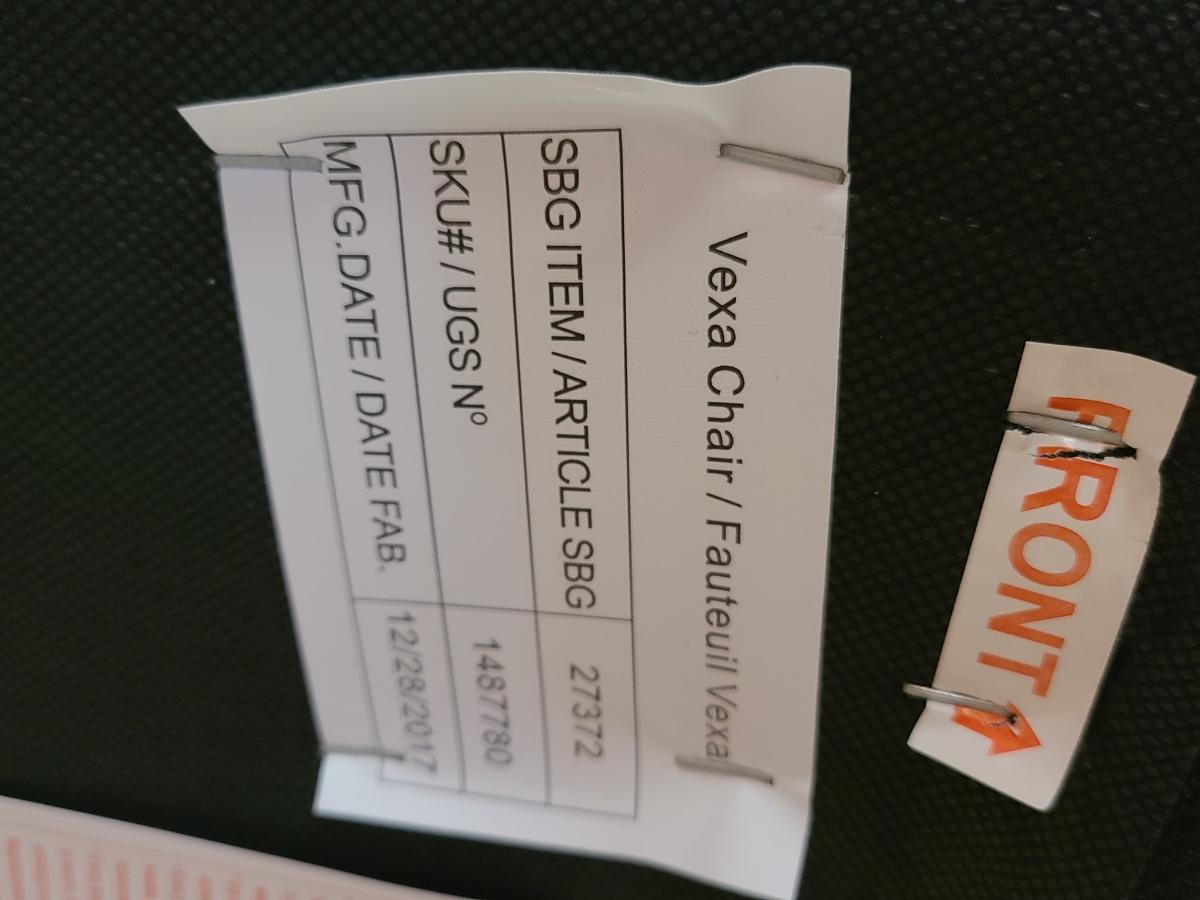 Vexa Chair / Fauteuil Vexa
SBG ITEM / ARTICLE SBG 27372
SKU# / UGS Nº 1487780
MFG.DATE / DATE FAB. 12/28/2017
FRONT